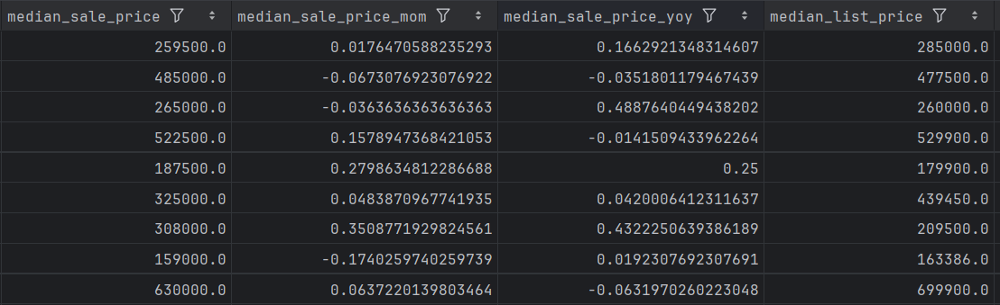 median_sale_price median_sale_price_mom median_sale_price_yoy median_list_price
259500.0 0.0176470588235293 0.1662921348314607 285000.0
485000.0 -0.0673076923076922 -0.0351801179467439 477500.0
265000.0 -0.0363636363636363 0.4887640449438202 260000.0
522500.0 0.1578947368421053 -0.0141509433962264 529900.0
187500.0 0.2798634812286688 0.25 179900.0
325000.0 0.0483870967741935 0.0420006412311637 439450.0
308000.0 0.3508771929824561 0.4322250639386189 209500.0
159000.0 -0.1740259740259739 0.0192307692307691 163386.0
630000.0 0.0637220139803464 -0.0631970260223048 699900.0